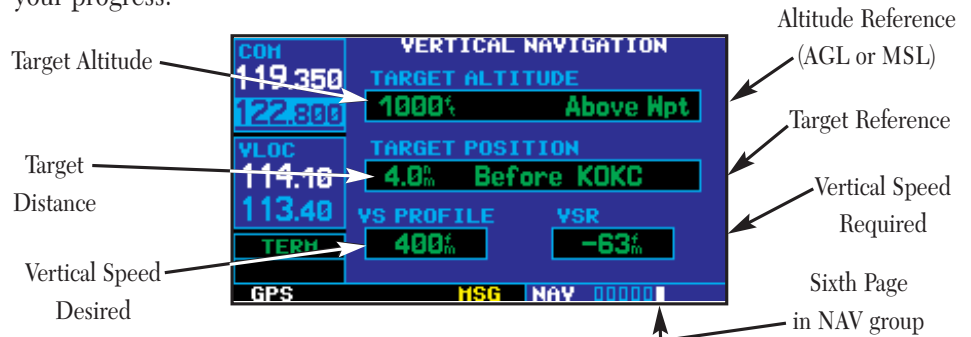 your progress.
Altitude Reference
(AGL or MSL)
Target Altitude
Target Reference
Target
Distance
Vertical Speed
Required
Vertical Speed
Desired
Sixth Page
in NAV group
COM
119.350
122.800
VLOC
114.10
113.40
TERM
GPS
VERTICAL NAVIGATION
TARGET ALTITUDE
1000ft Above Wpt
TARGET POSITION
4.0nm Before KOKC
VS PROFILE VSR
400fm -63fm
MSG NAV